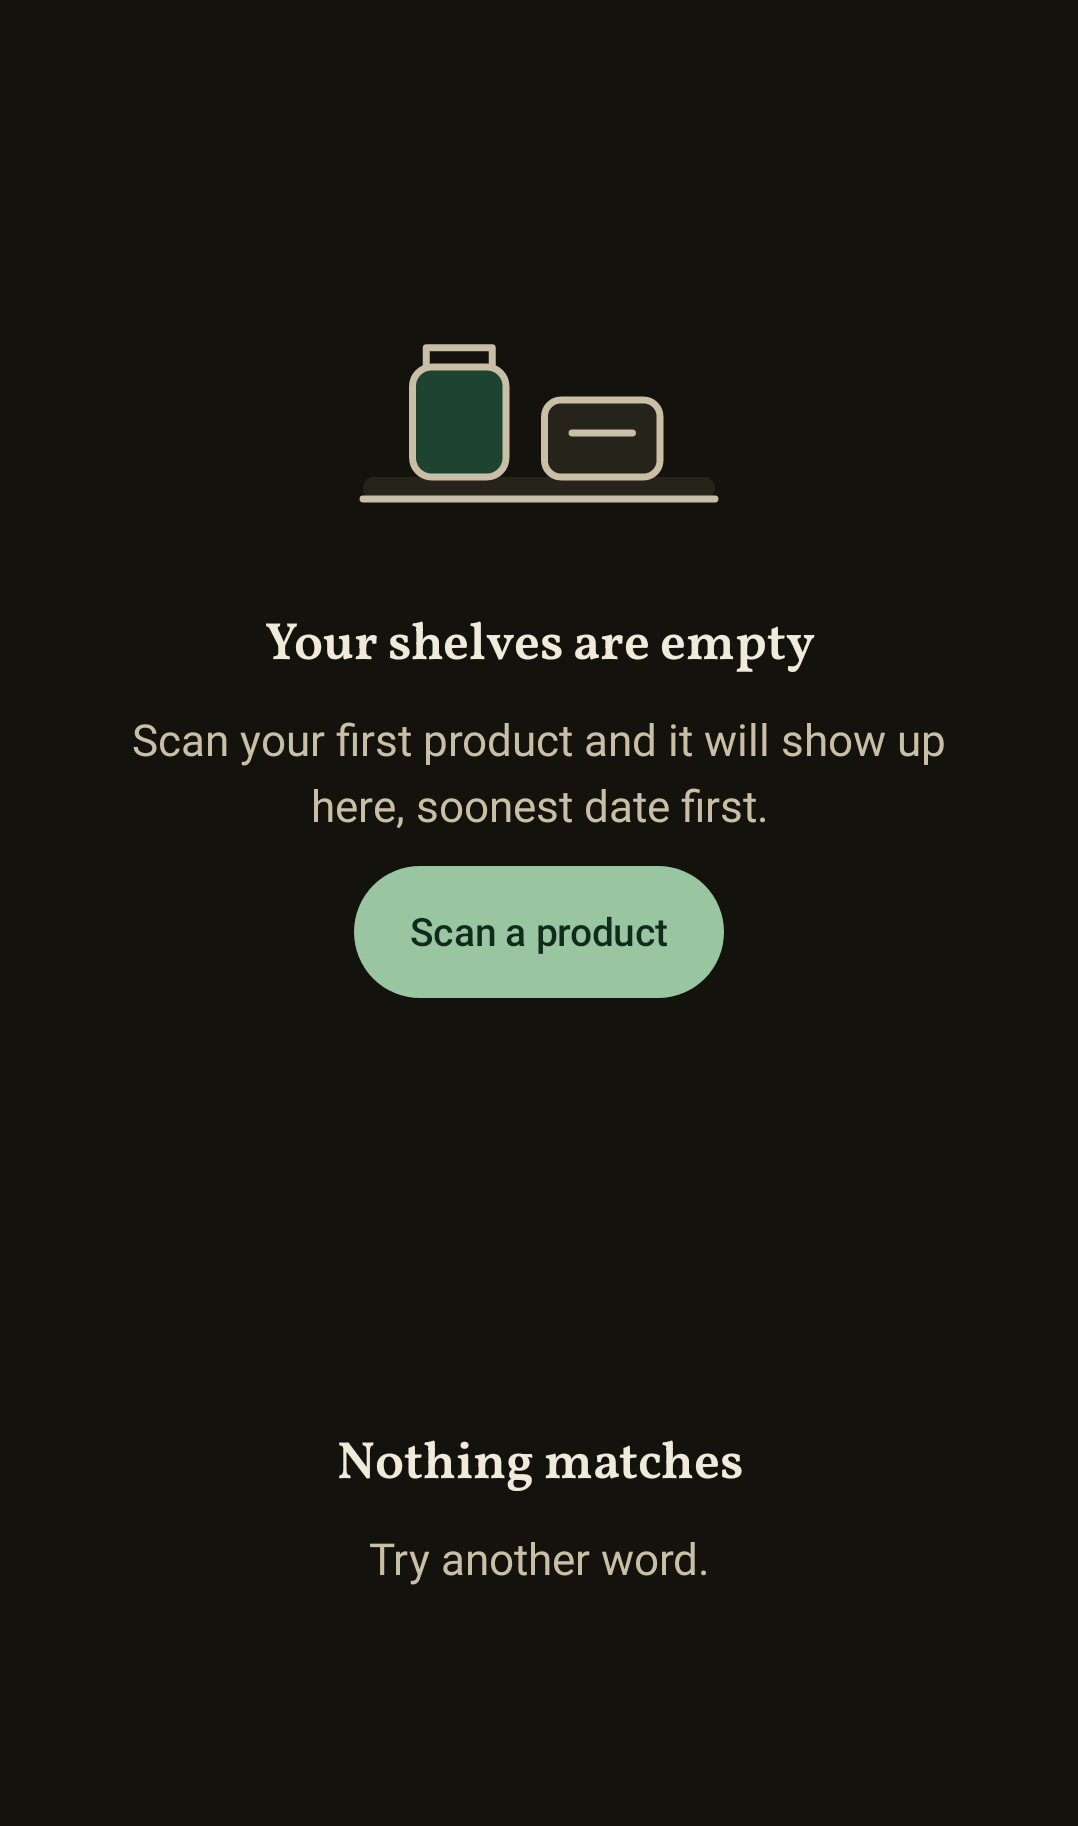 Your shelves are empty
Scan your first product and it will show up
here, soonest date first.
Scan a product
Nothing matches
Try another word.